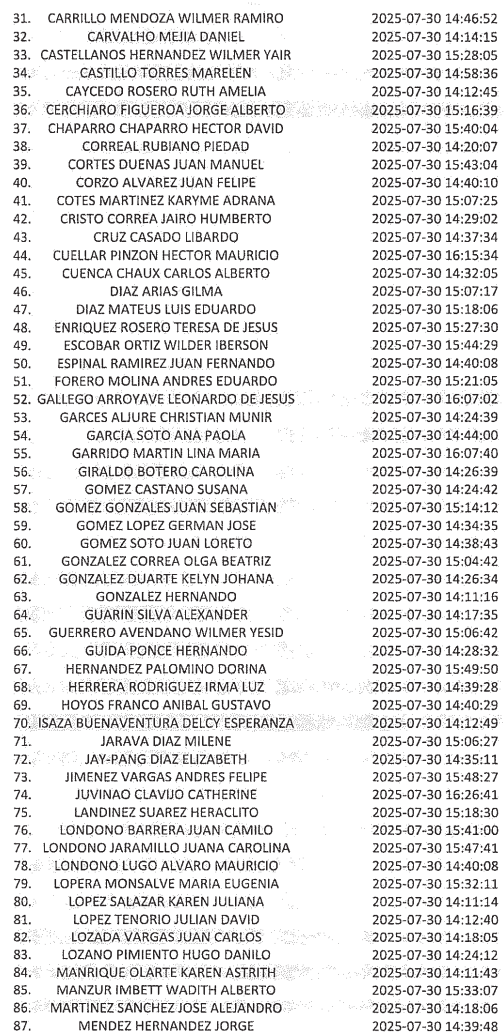 31. CARRILLO MENDOZA WILMER RAMIRO 2025-07-30 14:46:52
32. CARVALHO MEJIA DANIEL 2025-07-30 14:14:15
33. CASTELLANOS HERNANDEZ WILMER YAIR 2025-07-30 15:28:05
34. CASTILLO TORRES MARELEN 2025-07-30 14:58:36
35. CAYCEDO ROSERO RUTH AMELIA 2025-07-30 14:12:45
36. CERCHIARO FIGUEROA JORGE ALBERTO 2025-07-30 15:16:39
37. CHAPARRO CHAPARRO HECTOR DAVID 2025-07-30 15:40:04
38. CORREAL RUBIANO PIEDAD 2025-07-30 14:20:07
39. CORTES DUENAS JUAN MANUEL 2025-07-30 15:43:04
40. CORZO ALVAREZ JUAN FELIPE 2025-07-30 14:40:10
41. COTES MARTINEZ KARYME ADRANA 2025-07-30 15:07:25
42. CRISTO CORREA JAIRO HUMBERTO 2025-07-30 14:29:02
43. CRUZ CASADO LIBARDO 2025-07-30 14:37:34
44. CUELLAR PINZON HECTOR MAURICIO 2025-07-30 16:15:34
45. CUENCA CHAUX CARLOS ALBERTO 2025-07-30 14:32:05
46. DIAZ ARIAS GILMA 2025-07-30 15:07:17
47. DIAZ MATEUS LUIS EDUARDO 2025-07-30 15:18:06
48. ENRIQUEZ ROSERO TERESA DE JESUS 2025-07-30 15:27:30
49. ESCOBAR ORTIZ WILDER IBERSON 2025-07-30 15:44:29
50. ESPINAL RAMIREZ JUAN FERNANDO 2025-07-30 14:40:08
51. FORERO MOLINA ANDRES EDUARDO 2025-07-30 15:21:05
52. GALLEGO ARROYAVE LEONARDO DE JESUS 2025-07-30 16:07:02
53. GARCES ALJURE CHRISTIAN MUNIR 2025-07-30 14:24:39
54. GARCIA SOTO ANA PAOLA 2025-07-30 14:44:00
55. GARRIDO MARTIN LINA MARIA 2025-07-30 16:07:40
56. GIRALDO BOTERO CAROLINA 2025-07-30 14:26:39
57. GOMEZ CASTANO SUSANA 2025-07-30 14:24:42
58. GOMEZ GONZALES JUAN SEBASTIAN 2025-07-30 15:14:12
59. GOMEZ LOPEZ GERMAN JOSE 2025-07-30 14:34:35
60. GOMEZ SOTO JUAN LORETO 2025-07-30 14:38:43
61. GONZALEZ CORREA OLGA BEATRIZ 2025-07-30 15:04:42
62. GONZALEZ DUARTE KELYN JOHANA 2025-07-30 14:26:34
63. GONZALEZ HERNANDO 2025-07-30 14:11:16
64. GUARIN SILVA ALEXANDER 2025-07-30 14:17:35
65. GUERRERO AVENDANO WILMER YESID 2025-07-30 15:06:42
66. GUIDA PONCE HERNANDO 2025-07-30 14:28:32
67. HERNANDEZ PALOMINO DORINA 2025-07-30 15:49:50
68. HERRERA RODRIGUEZ IRMA LUZ 2025-07-30 14:39:28
69. HOYOS FRANCO ANIBAL GUSTAVO 2025-07-30 14:40:29
70. ISAZA BUENAVENTURA DELCY ESPERANZA 2025-07-30 14:12:49
71. JARAVA DIAZ MILENE 2025-07-30 15:06:27
72. JAY-PANG DIAZ ELIZABETH 2025-07-30 14:35:11
73. JIMENEZ VARGAS ANDRES FELIPE 2025-07-30 15:48:27
74. JUVINAO CLAVIJO CATHERINE 2025-07-30 16:26:41
75. LANDINEZ SUAREZ HERACLITO 2025-07-30 15:18:30
76. LONDONO BARRERA JUAN CAMILO 2025-07-30 15:41:00
77. LONDONO JARAMILLO JUANA CAROLINA 2025-07-30 15:47:41
78. LONDONO LUGO ALVARO MAURICIO 2025-07-30 14:40:08
79. LOPERA MONSALVE MARIA EUGENIA 2025-07-30 15:32:11
80. LOPEZ SALAZAR KAREN JULIANA 2025-07-30 14:11:14
81. LOPEZ TENORIO JULIAN DAVID 2025-07-30 14:12:40
82. LOZADA VARGAS JUAN CARLOS 2025-07-30 14:18:05
83. LOZANO PIMIENTO HUGO DANILO 2025-07-30 14:24:12
84. MANRIQUE OLARTE KAREN ASTRITH 2025-07-30 14:11:43
85. MANZUR IMBETT WADITH ALBERTO 2025-07-30 15:33:07
86. MARTINEZ SANCHEZ JOSE ALEJANDRO 2025-07-30 14:18:06
87. MENDEZ HERNANDEZ JORGE 2025-07-30 14:39:48